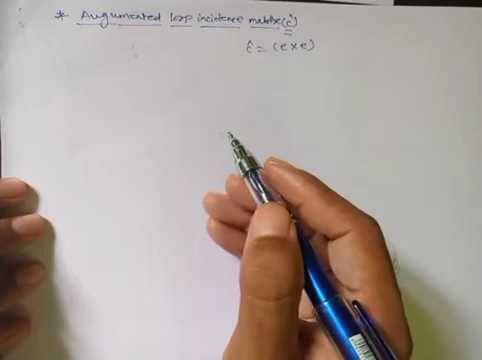 * Augumented loop incidence matrix (ĉ)
ĉ = (e x e)